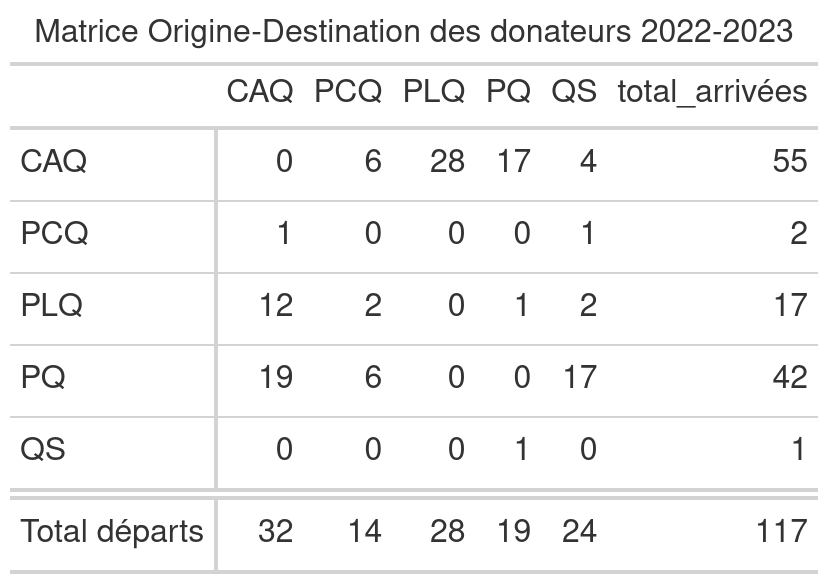 Matrice Origine-Destination des donateurs 2022-2023
CAQ PCQ PLQ PQ QS total_arrivées
CAQ 0 6 28 17 4 55
PCQ 1 0 0 0 1 2
PLQ 12 2 0 1 2 17
PQ 19 6 0 0 17 42
QS 0 0 0 1 0 1
Total départs 32 14 28 19 24 117